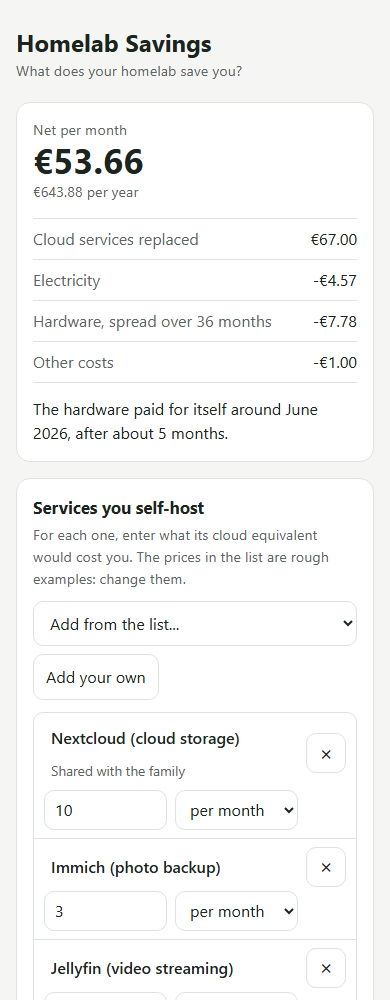 Homelab Savings
What does your homelab save you?
Net per month
€53.66
€643.88 per year
Cloud services replaced €67.00
Electricity -€4.57
Hardware, spread over 36 months -€7.78
Other costs -€1.00
The hardware paid for itself around June
2026, after about 5 months.
Services you self-host
For each one, enter what its cloud equivalent
would cost you. The prices in the list are rough
examples: change them.
Add from the list...
Add your own
Nextcloud (cloud storage) ×
Shared with the family
10 per month
Immich (photo backup) ×
3 per month
Jellyfin (video streaming) ×